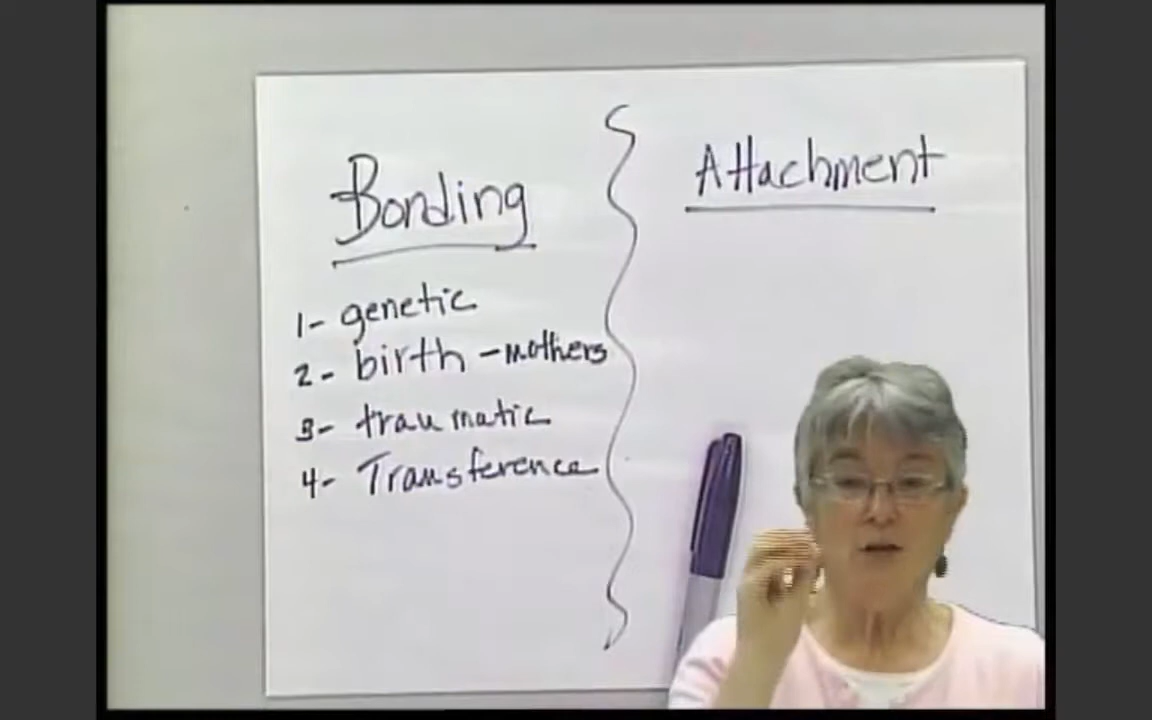 Bonding
1- genetic
2- birth - mothers
3- traumatic
4- Transference
Attachment